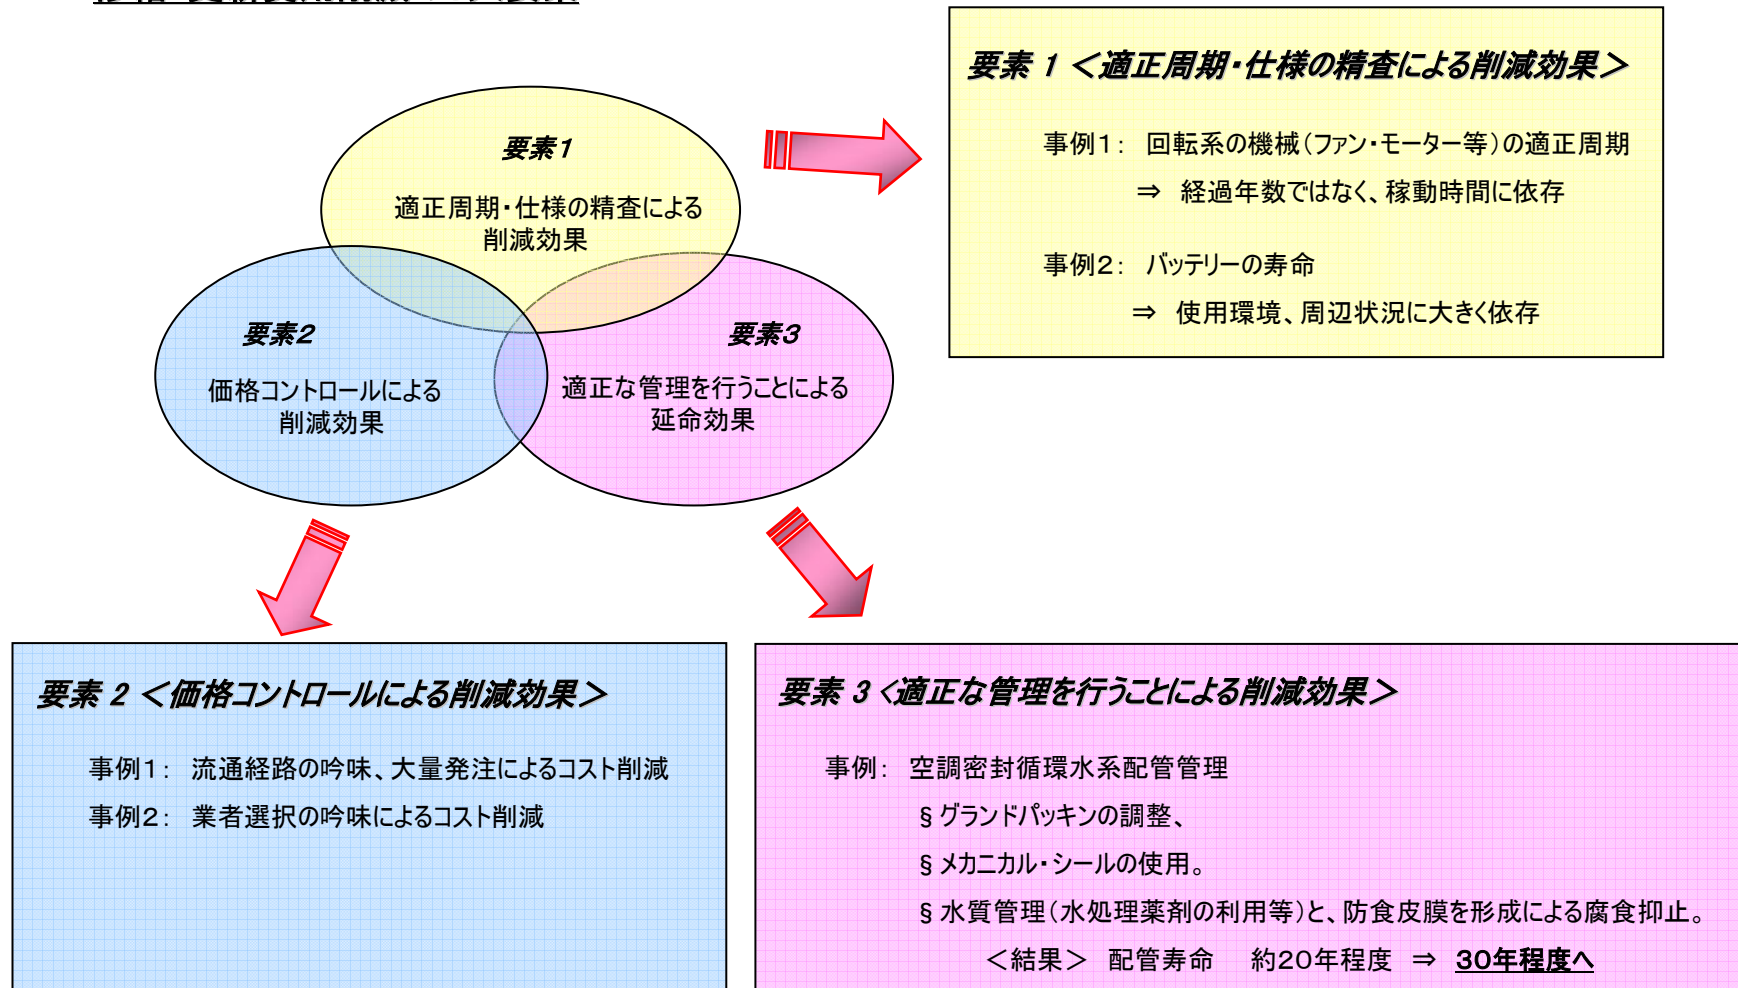 要素1
適正周期・仕様の精査による
削減効果
要素2
価格コントロールによる
削減効果
要素3
適正な管理を行うことによる
延命効果
要素 1 ＜適正周期・仕様の精査による削減効果＞
事例1： 回転系の機械（ファン・モーター等）の適正周期
⇒ 経過年数ではなく、稼動時間に依存
事例2： バッテリーの寿命
⇒ 使用環境、周辺状況に大きく依存
要素 2 ＜価格コントロールによる削減効果＞
事例1： 流通経路の吟味、大量発注によるコスト削減
事例2： 業者選択の吟味によるコスト削減
要素 3 <適正な管理を行うことによる削減効果＞
事例： 空調密封循環水系配管管理
§ グランドパッキンの調整、
§ メカニカル・シールの使用。
§ 水質管理（水処理薬剤の利用等）と、防食皮膜を形成による腐食抑止。
＜結果＞ 配管寿命 約20年程度 ⇒ 30年程度へ